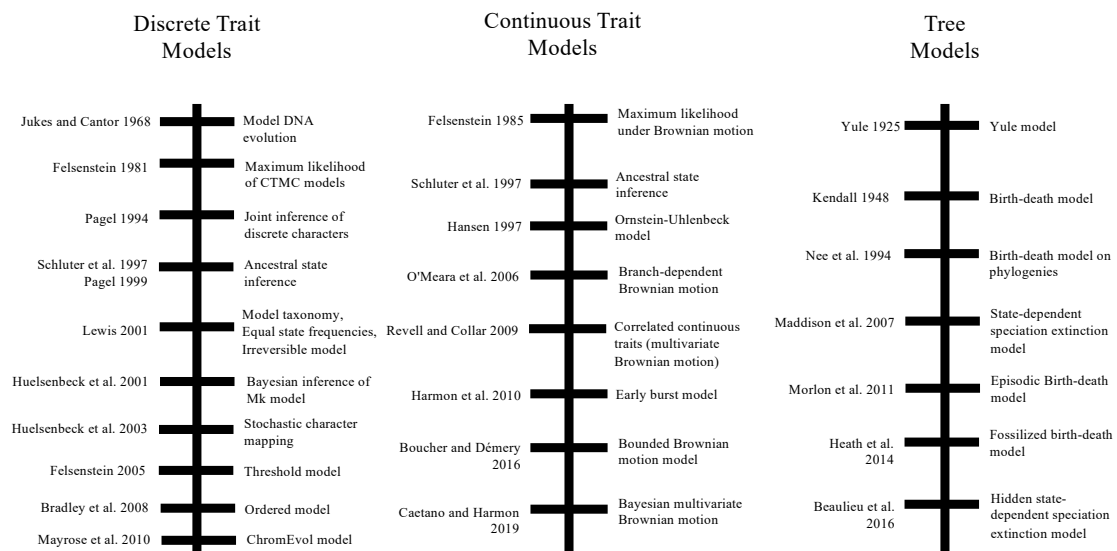 Discrete Trait
Models
Jukes and Cantor 1968
Model DNA
evolution
Felsenstein 1981
Maximum likelihood
of CTMC models
Pagel 1994
Joint inference of
discrete characters
Schluter et al. 1997
Pagel 1999
Ancestral state
inference
Lewis 2001
Model taxonomy,
Equal state frequencies,
Irreversible model
Huelsenbeck et al. 2001
Bayesian inference of
Mk model
Huelsenbeck et al. 2003
Stochastic character
mapping
Felsenstein 2005
Threshold model
Bradley et al. 2008
Ordered model
Mayrose et al. 2010
ChromEvol model
Continuous Trait
Models
Felsenstein 1985
Maximum likelihood
under Brownian motion
Schluter et al. 1997
Ancestral state
inference
Hansen 1997
Ornstein-Uhlenbeck
model
O'Meara et al. 2006
Branch-dependent
Brownian motion
Revell and Collar 2009
Correlated continuous
traits (multivariate
Brownian motion)
Harmon et al. 2010
Early burst model
Boucher and Démery
2016
Bounded Brownian
motion model
Caetano and Harmon
2019
Bayesian multivariate
Brownian motion
Tree
Models
Yule 1925
Yule model
Kendall 1948
Birth-death model
Nee et al. 1994
Birth-death model on
phylogenies
Maddison et al. 2007
State-dependent
speciation extinction
model
Morlon et al. 2011
Episodic Birth-death
model
Heath et al.
2014
Fossilized birth-death
model
Beaulieu et al.
2016
Hidden state-
dependent speciation
extinction model